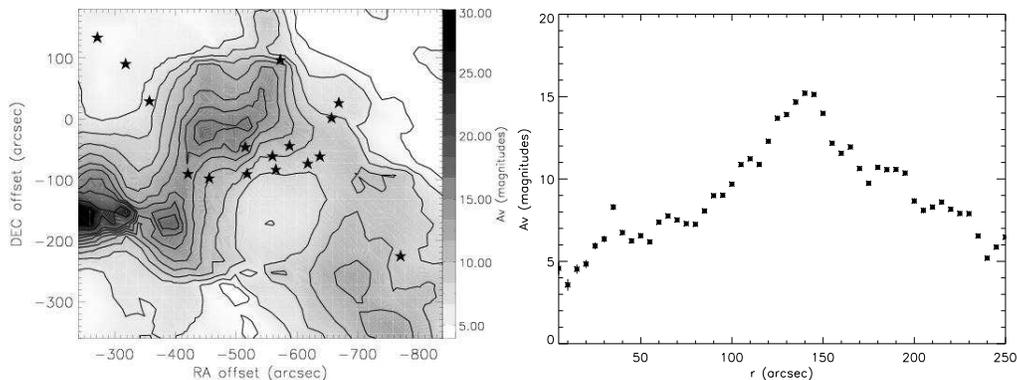 DEC offset (arcsec)
100
0
-100
-200
-300
-300 -400 -500 -600 -700 -800
RA offset (arcsec)
30.00
25.00
20.00
15.00
10.00
5.00
Av (magnitudes)
Av (magnitudes)
20
15
10
5
0
50 100 150 200 250
r (arcsec)